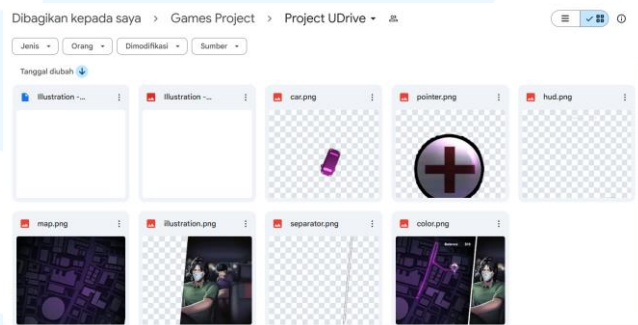 Dibagikan kepada saya > Games Project > Project UDrive
Jenis Orang Dimodifikasi Sumber
Tanggal diubah
Illustration -... Illustration -... car.png pointer.png hud.png
map.png illustration.png separator.png color.png